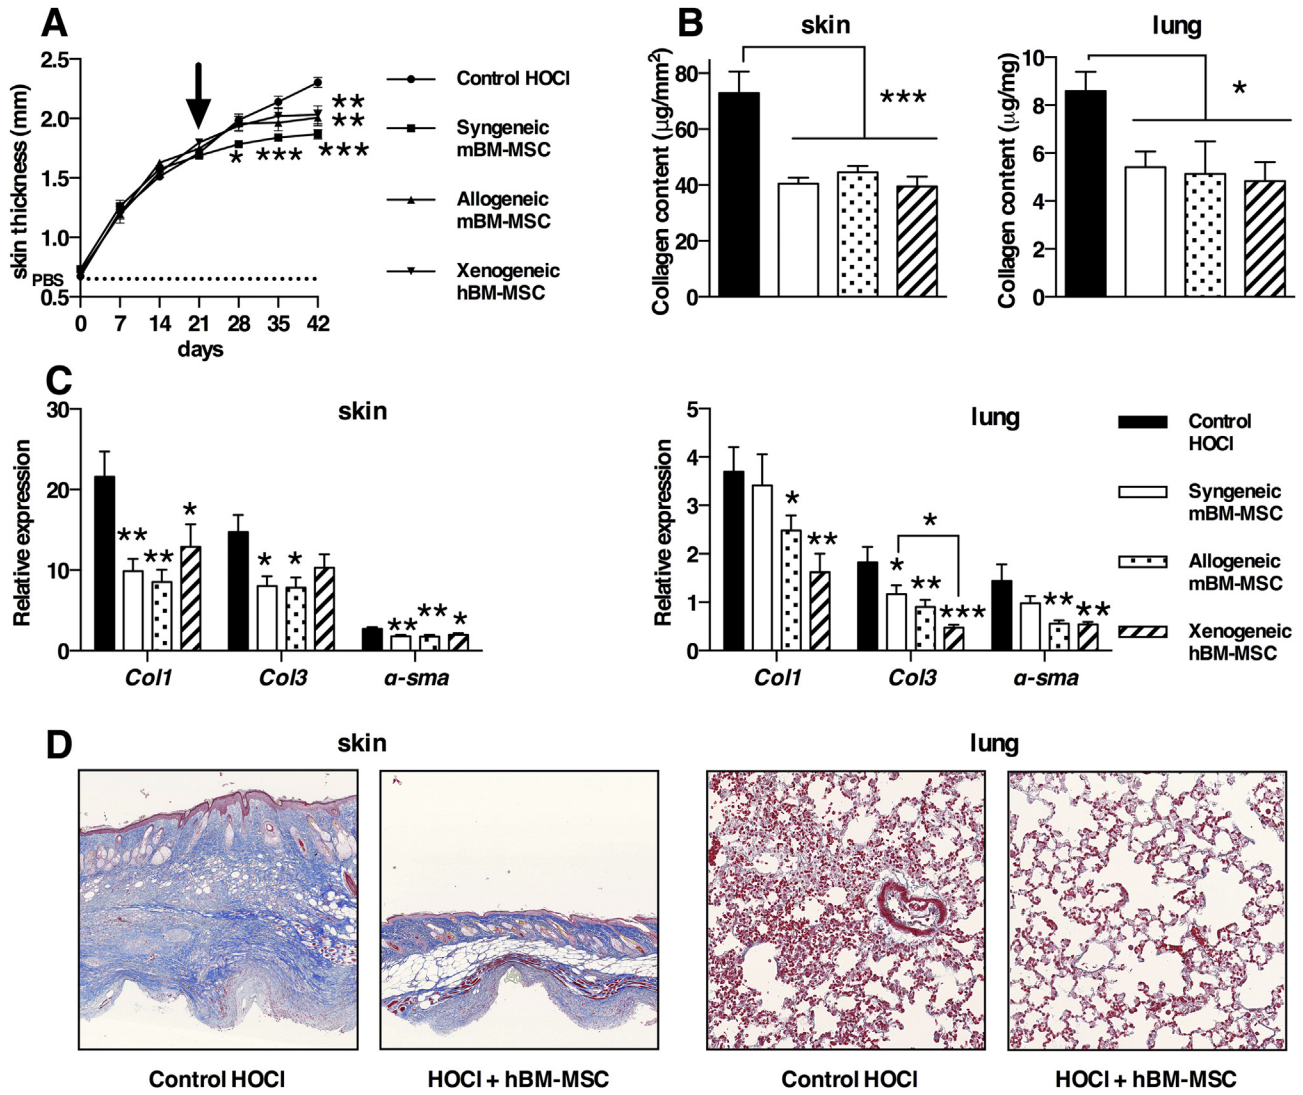 A
skin thickness (mm)
2.5
2.0
1.5
1.0
PBS
0.5
0 7 14 21 28 35 42
days
**
**
***
* ***
Control HOCl
Syngeneic
mBM-MSC
Allogeneic
mBM-MSC
Xenogeneic
hBM-MSC
B
skin
Collagen content (µg/mm²)
80
60
40
20
0
***
lung
Collagen content (µg/mg)
10
8
6
4
2
0
*
C
skin
Relative expression
30
20
10
0
** ** *
* *
** ** *
Col1 Col3 α-sma
lung
Relative expression
5
4
3
2
1
0
* **
*
* ** ***
** **
Col1 Col3 α-sma
Control
HOCl
Syngeneic
mBM-MSC
Allogeneic
mBM-MSC
Xenogeneic
hBM-MSC
D
skin
lung
Control HOCl
HOCl + hBM-MSC
Control HOCl
HOCl + hBM-MSC